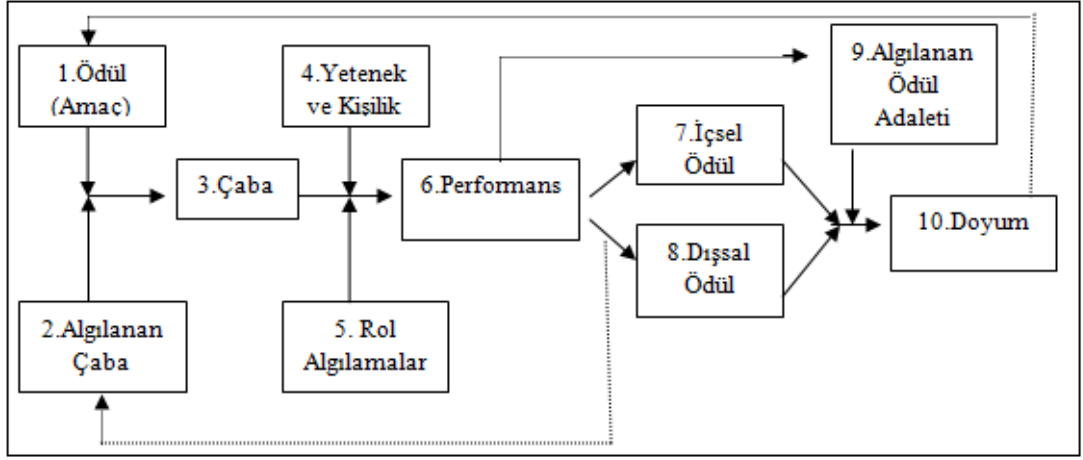 1.Ödül
(Amaç)
2.Algılanan
Çaba
3.Çaba
4.Yetenek
ve Kişilik
5. Rol
Algılamalar
6.Performans
7.İçsel
Ödül
8.Dışsal
Ödül
9.Algılanan
Ödül
Adaleti
10.Doyum